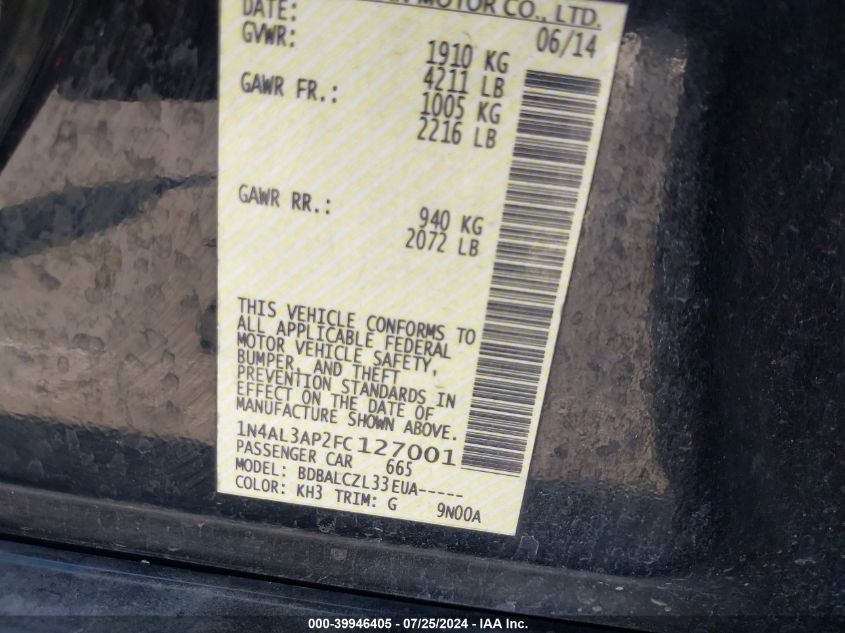 MOTOR CO., LTD.
DATE: 06/14
GVWR: 1910 KG
4211 LB
GAWR FR.: 1005 KG
2216 LB
GAWR RR.: 940 KG
2072 LB
THIS VEHICLE CONFORMS TO
ALL APPLICABLE FEDERAL
MOTOR VEHICLE SAFETY,
BUMPER, AND THEFT
PREVENTION STANDARDS IN
EFFECT ON THE DATE OF
MANUFACTURE SHOWN ABOVE.
1N4AL3AP2FC127001
PASSENGER CAR 665
MODEL: BDBALCZL33EUA-----
COLOR: KH3 TRIM: G 9N00A
000-39946405 - 07/25/2024 - IAA Inc.